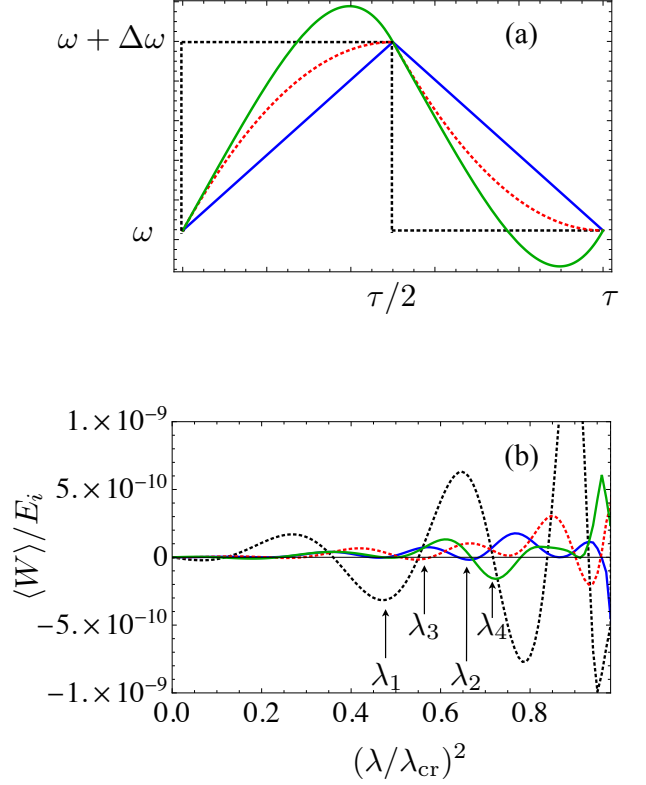 (a)
ω + Δω
ω
τ/2
τ
(b)
1.×10⁻⁹
5.×10⁻¹⁰
0
−5.×10⁻¹⁰
−1.×10⁻⁹
⟨W⟩/Eᵢ
λ₃
λ₄
λ₁
λ₂
0.0 0.2 0.4 0.6 0.8
(λ/λ_cr)²